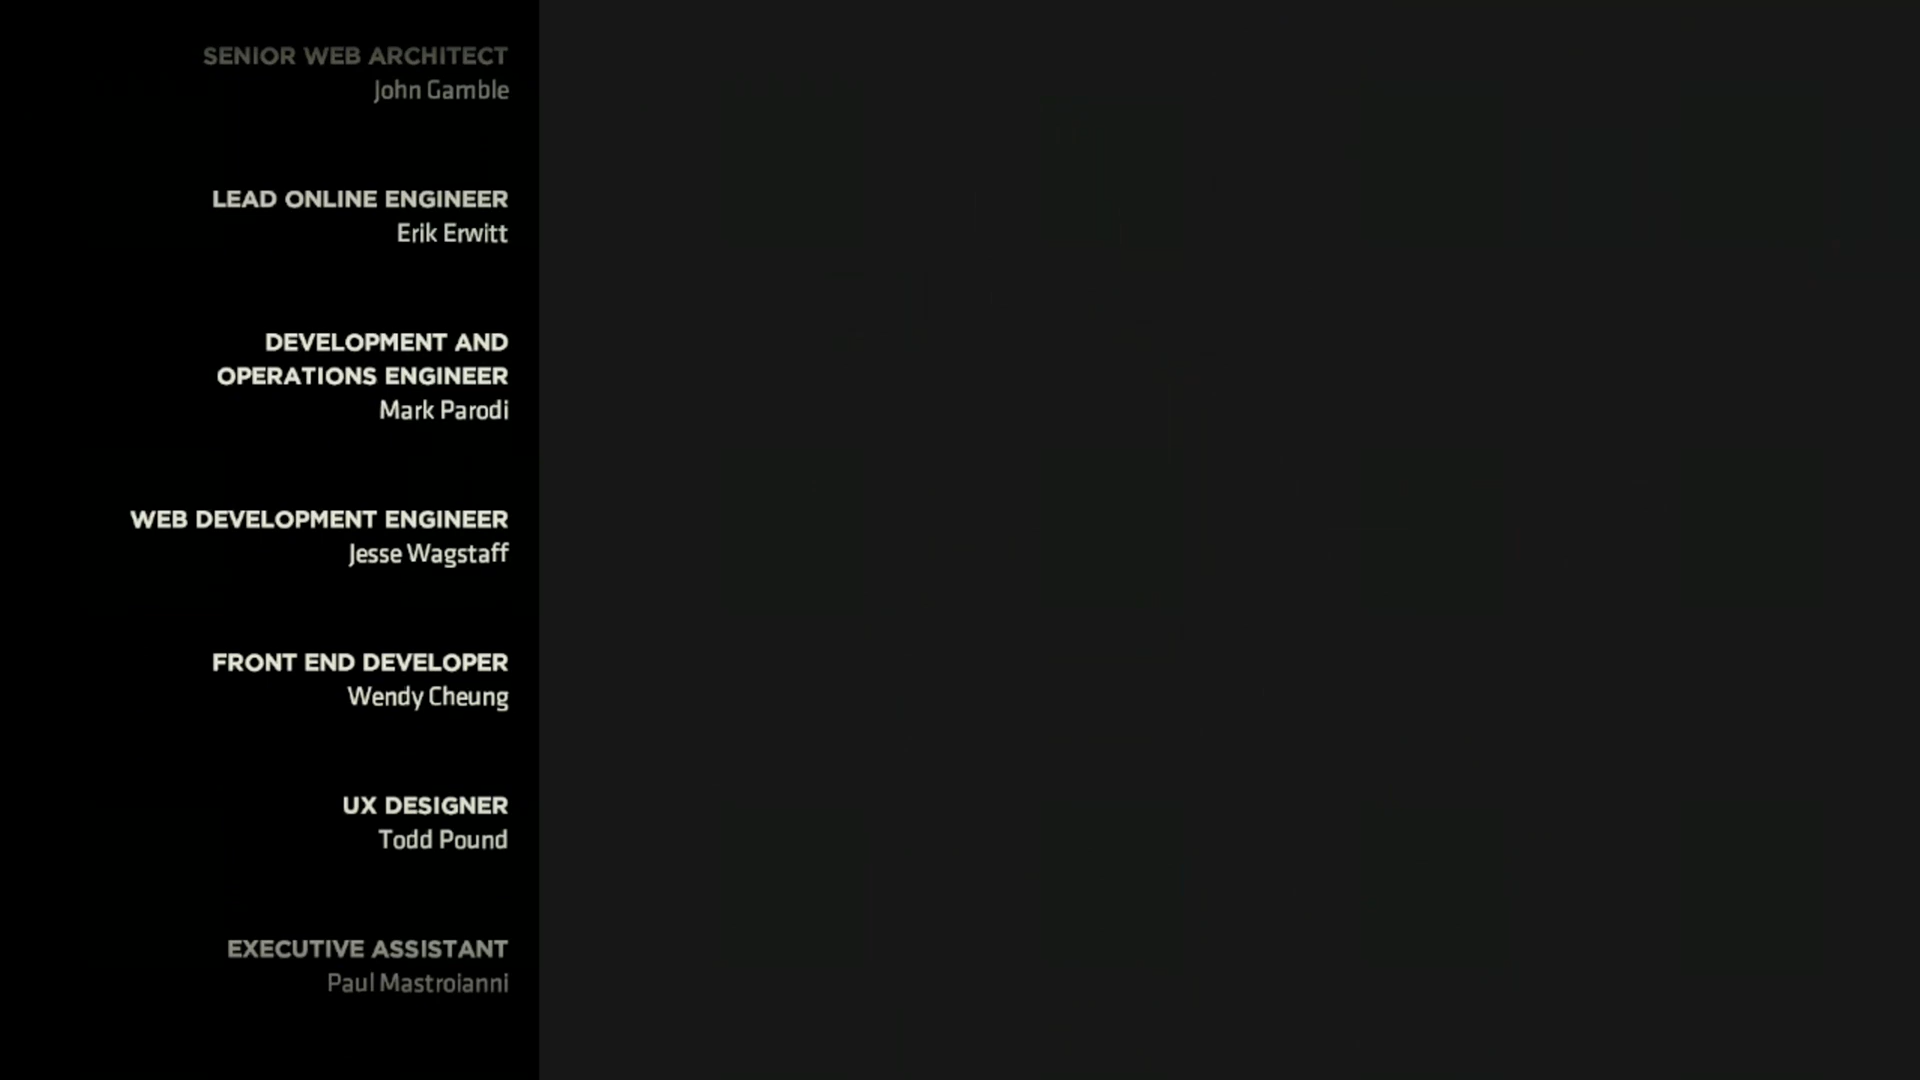 SENIOR WEB ARCHITECT
John Gamble
LEAD ONLINE ENGINEER
Erik Erwitt
DEVELOPMENT AND
OPERATIONS ENGINEER
Mark Parodi
WEB DEVELOPMENT ENGINEER
Jesse Wagstaff
FRONT END DEVELOPER
Wendy Cheung
UX DESIGNER
Todd Pound
EXECUTIVE ASSISTANT
Paul Mastroianni